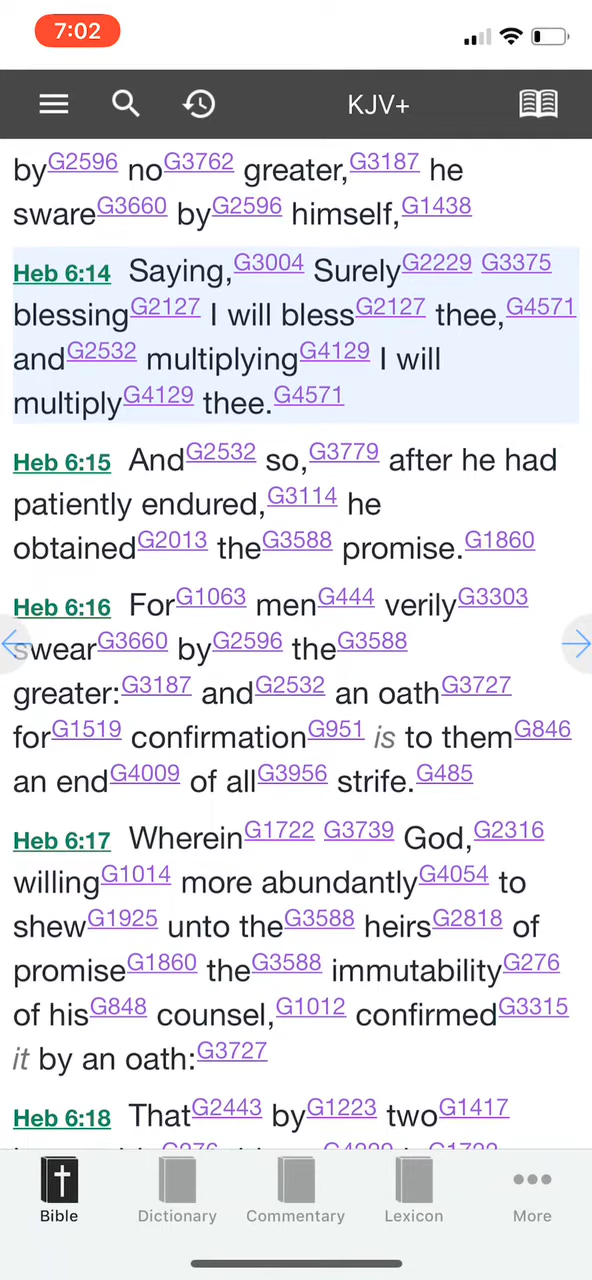 7:02
KJV+
byG2596 noG3762 greater,G3187 he
swareG3660 byG2596 himself,G1438
Heb 6:14 Saying,G3004 SurelyG2229 G3375
blessingG2127 I will blessG2127 thee,G4571
andG2532 multiplyingG4129 I will
multiplyG4129 thee.G4571
Heb 6:15 AndG2532 so,G3779 after he had
patiently endured,G3114 he
obtainedG2013 theG3588 promise.G1860
Heb 6:16 ForG1063 menG444 verilyG3303
swearG3660 byG2596 theG3588
greater:G3187 andG2532 an oathG3727
forG1519 confirmationG951 is to themG846
an endG4009 of allG3956 strife.G485
Heb 6:17 WhereinG1722 G3739 God,G2316
willingG1014 more abundantlyG4054 to
shewG1925 unto theG3588 heirsG2818 of
promiseG1860 theG3588 immutabilityG276
of hisG848 counsel,G1012 confirmedG3315
it by an oath:G3727
Heb 6:18 ThatG2443 byG1223 twoG1417
Bible Dictionary Commentary Lexicon More